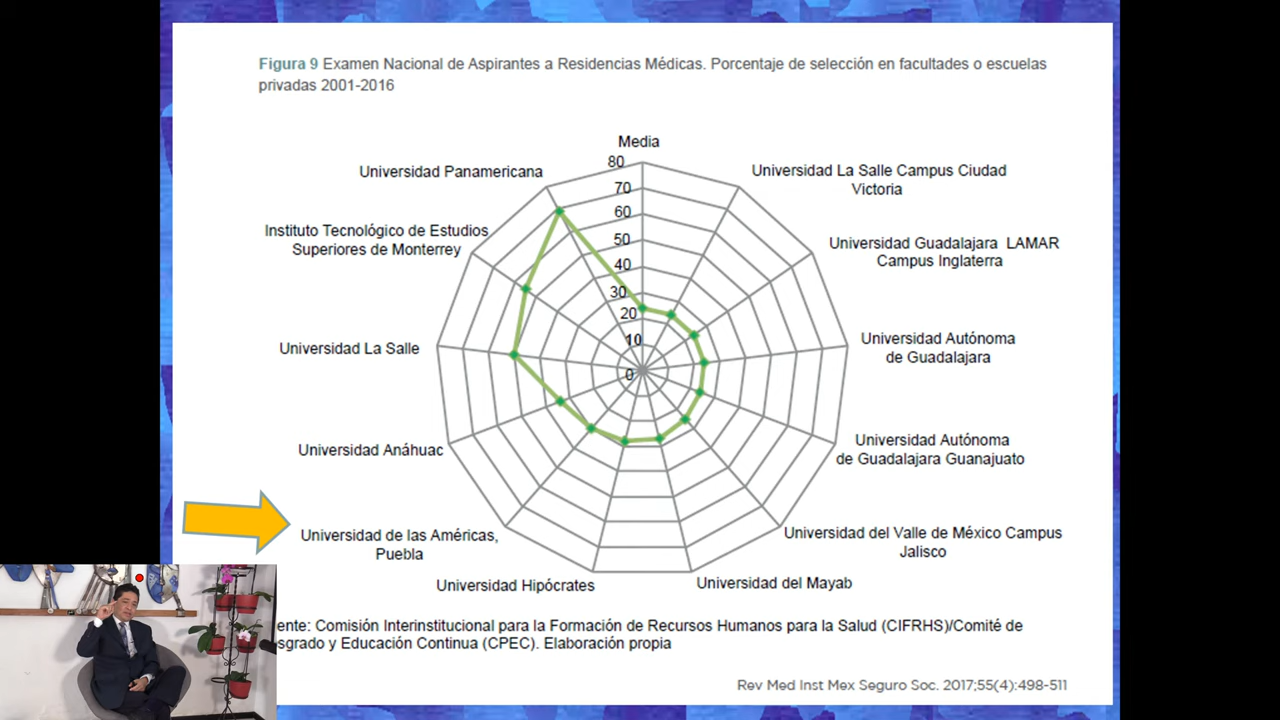 Figura 9 Examen Nacional de Aspirantes a Residencias Médicas. Porcentaje de selección en facultades o escuelas
privadas 2001-2016
Media
80
70
60
50
40
30
20
10
0
Universidad La Salle Campus Ciudad
Victoria
Universidad Guadalajara LAMAR
Campus Inglaterra
Universidad Autónoma
de Guadalajara
Universidad Autónoma
de Guadalajara Guanajuato
Universidad del Valle de México Campus
Jalisco
Universidad del Mayab
Universidad Hipócrates
Universidad de las Américas,
Puebla
Universidad Anáhuac
Universidad La Salle
Instituto Tecnológico de Estudios
Superiores de Monterrey
Universidad Panamericana
ente: Comisión Interinstitucional para la Formación de Recursos Humanos para la Salud (CIFRHS)/Comité de
sgrado y Educación Continua (CPEC). Elaboración propia
Rev Med Inst Mex Seguro Soc. 2017;55(4):498-511